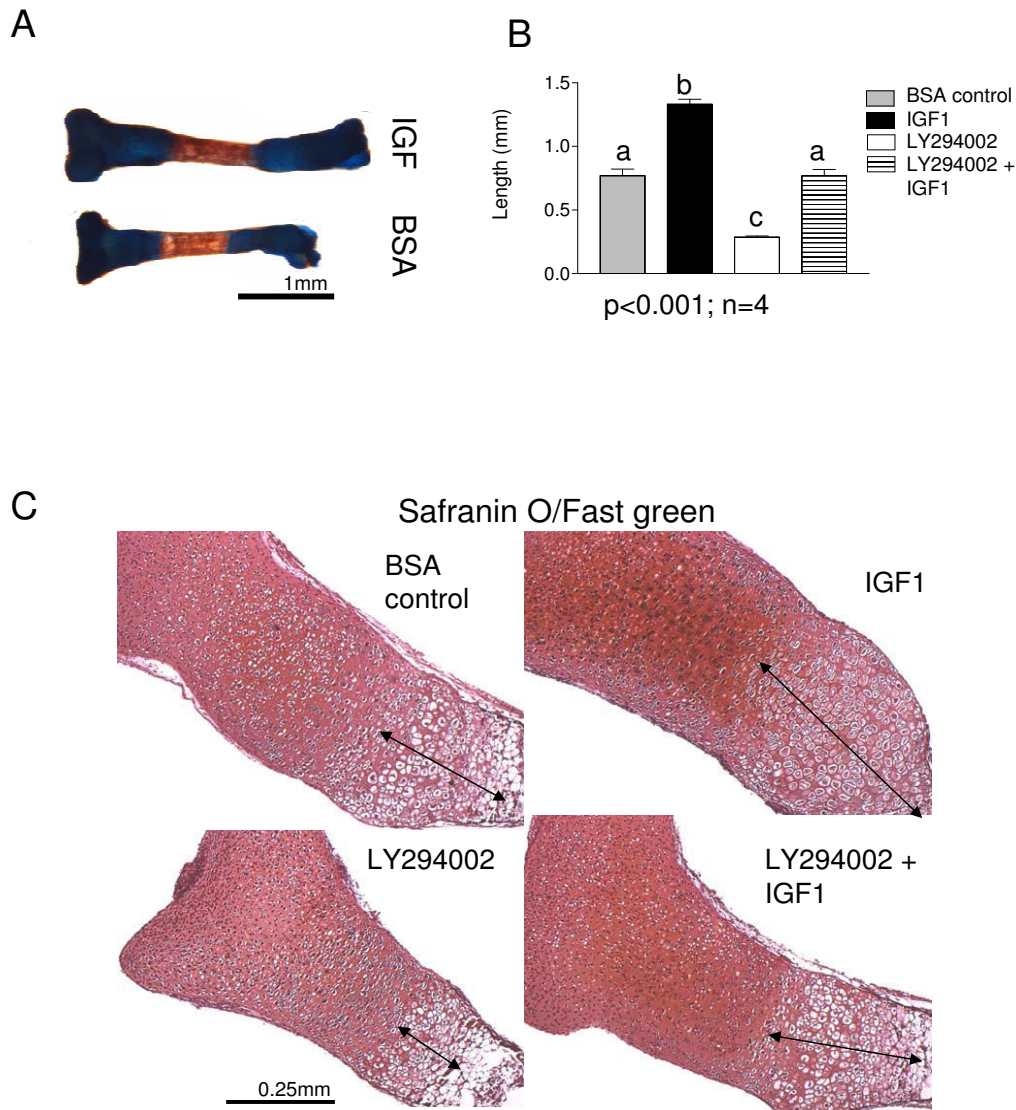 A
IGF
BSA
1mm
B
Length (mm)
1.5
1.0
0.5
0.0
a
b
c
a
BSA control
IGF1
LY294002
LY294002 +
IGF1
p<0.001; n=4
C
Safranin O/Fast green
BSA
control
IGF1
LY294002
LY294002 +
IGF1
0.25mm